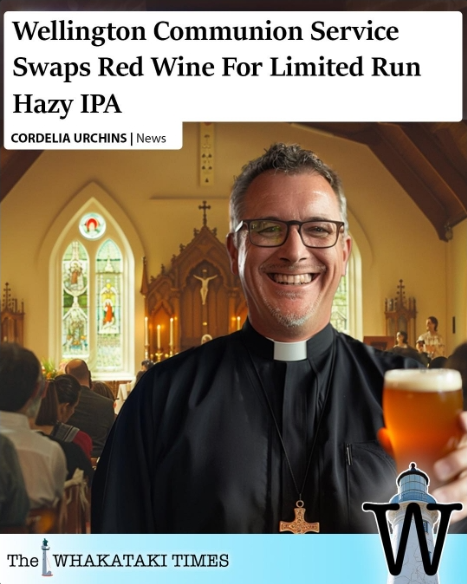 Wellington Communion Service
Swaps Red Wine For Limited Run
Hazy IPA
CORDELIA URCHINS | News
W
The WHAKATAKI TIMES